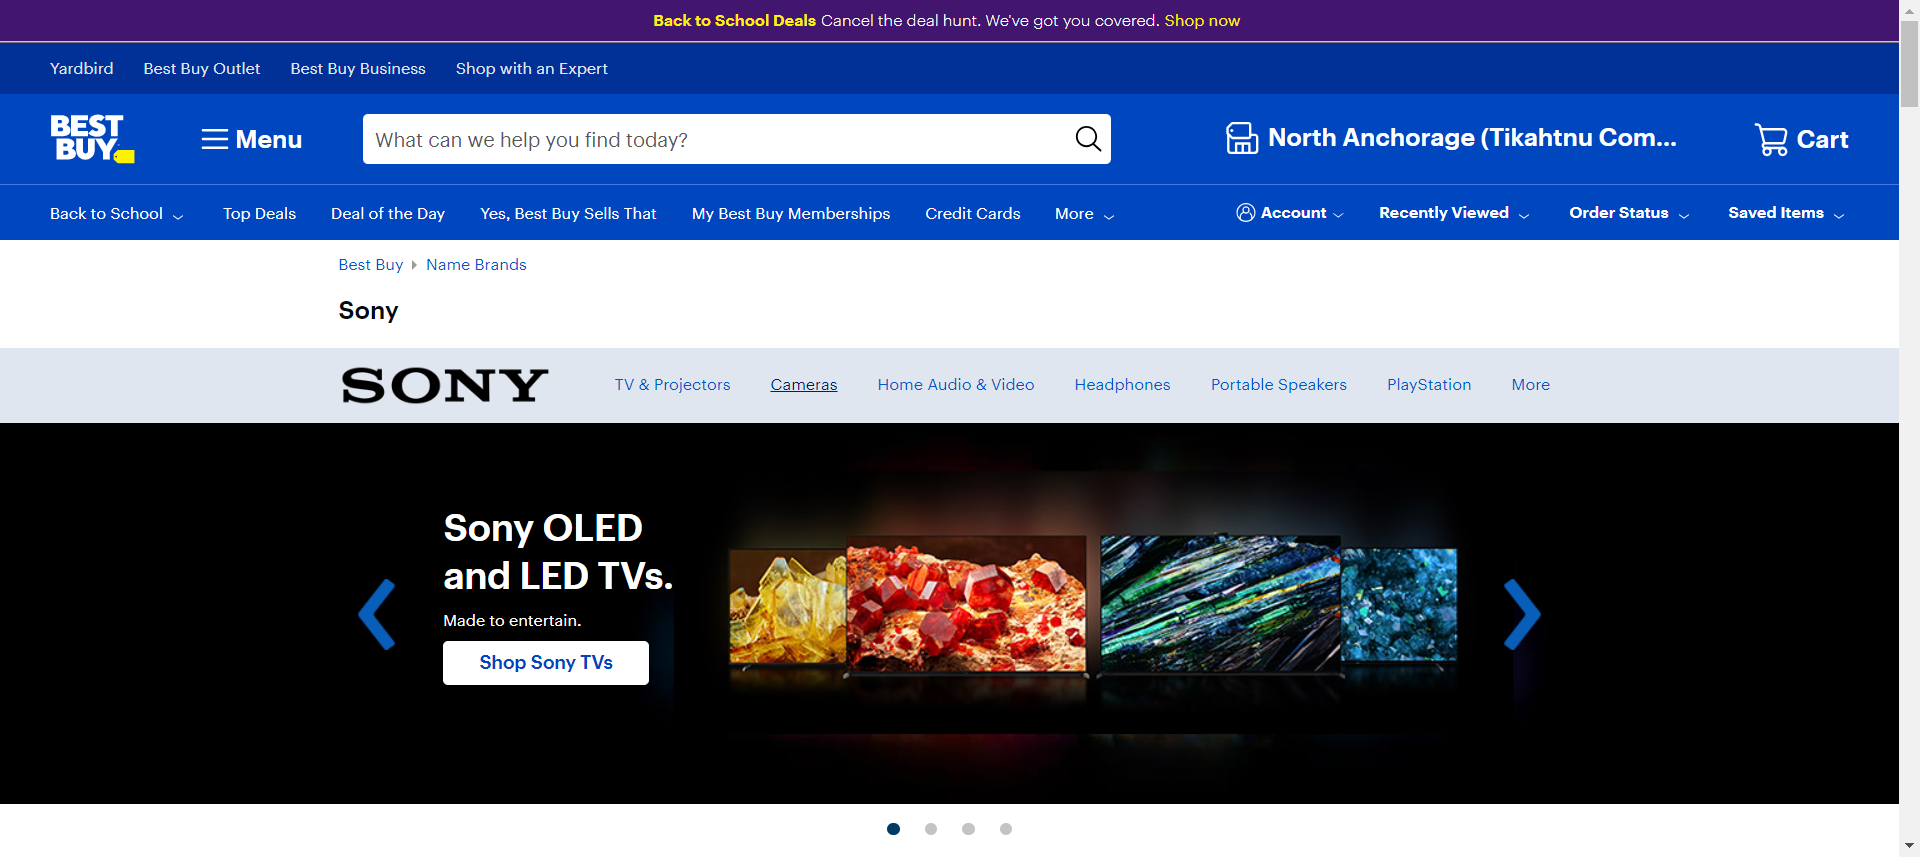 Back to School Deals Cancel the deal hunt. We've got you covered. Shop now
Yardbird Best Buy Outlet Best Buy Business Shop with an Expert
BEST
BUY
Menu
What can we help you find today?
North Anchorage (Tikahtnu Com...
Cart
Back to School Top Deals Deal of the Day Yes, Best Buy Sells That My Best Buy Memberships Credit Cards More Account Recently Viewed Order Status Saved Items
Best Buy Name Brands
Sony
SONY TV & Projectors Cameras Home Audio & Video Headphones Portable Speakers PlayStation More
Sony OLED
and LED TVs.
Made to entertain.
Shop Sony TVs